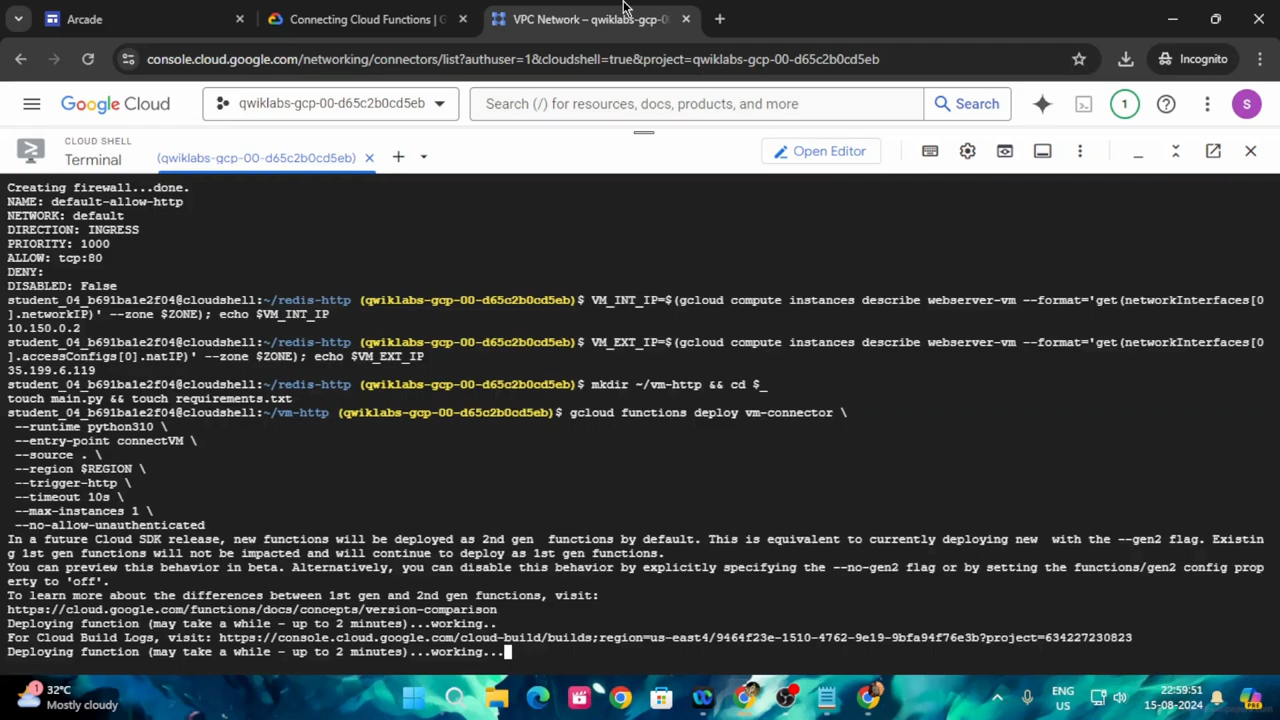 Arcade
Connecting Cloud Functions | G
VPC Network – qwiklabs-gcp-0
console.cloud.google.com/networking/connectors/list?authuser=1&cloudshell=true&project=qwiklabs-gcp-00-d65c2b0cd5eb
Incognito
Google Cloud
qwiklabs-gcp-00-d65c2b0cd5eb
Search (/) for resources, docs, products, and more
Search
1
S
CLOUD SHELL
Terminal
(qwiklabs-gcp-00-d65c2b0cd5eb)
Open Editor
Creating firewall...done.
NAME: default-allow-http
NETWORK: default
DIRECTION: INGRESS
PRIORITY: 1000
ALLOW: tcp:80
DENY:
DISABLED: False
student_04_b691ba1e2f04@cloudshell:~/redis-http (qwiklabs-gcp-00-d65c2b0cd5eb)$ VM_INT_IP=$(gcloud compute instances describe webserver-vm --format='get(networkInterfaces[0
].networkIP)' --zone $ZONE); echo $VM_INT_IP
10.150.0.2
student_04_b691ba1e2f04@cloudshell:~/redis-http (qwiklabs-gcp-00-d65c2b0cd5eb)$ VM_EXT_IP=$(gcloud compute instances describe webserver-vm --format='get(networkInterfaces[0
].accessConfigs[0].natIP)' --zone $ZONE); echo $VM_EXT_IP
35.199.6.119
student_04_b691ba1e2f04@cloudshell:~/redis-http (qwiklabs-gcp-00-d65c2b0cd5eb)$ mkdir ~/vm-http && cd $_
touch main.py && touch requirements.txt
student_04_b691ba1e2f04@cloudshell:~/vm-http (qwiklabs-gcp-00-d65c2b0cd5eb)$ gcloud functions deploy vm-connector \
--runtime python310 \
--entry-point connectVM \
--source . \
--region $REGION \
--trigger-http \
--timeout 10s \
--max-instances 1 \
--no-allow-unauthenticated
In a future Cloud SDK release, new functions will be deployed as 2nd gen  functions by default. This is equivalent to currently deploying new  with the --gen2 flag. Existin
g 1st gen functions will not be impacted and will continue to deploy as 1st gen functions.
You can preview this behavior in beta. Alternatively, you can disable this behavior by explicitly specifying the --no-gen2 flag or by setting the functions/gen2 config prop
erty to 'off'.
To learn more about the differences between 1st gen and 2nd gen functions, visit:
https://cloud.google.com/functions/docs/concepts/version-comparison
Deploying function (may take a while - up to 2 minutes)...working..
For Cloud Build Logs, visit: https://console.cloud.google.com/cloud-build/builds;region=us-east4/9464f23e-1510-4762-9e19-9bfa94f76e3b?project=634227230823
Deploying function (may take a while - up to 2 minutes)...working...
1
32°C
Mostly cloudy
ENG
US
22:59:51
15-08-2024
PRE